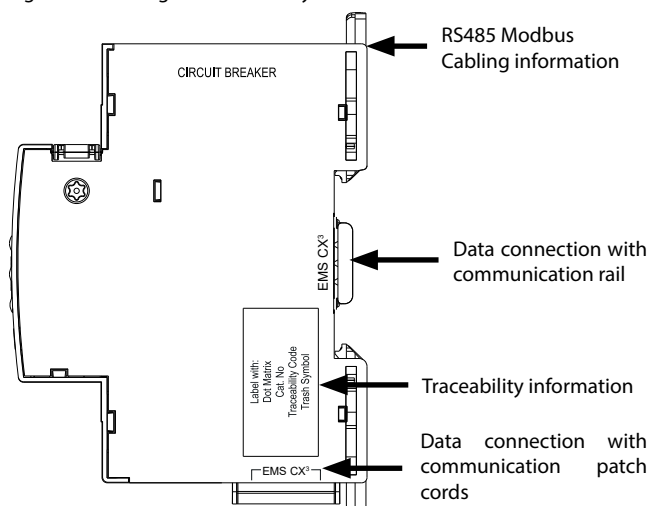 RS485 Modbus
Cabling information
CIRCUIT BREAKER
EMS CX³
Data connection with
communication rail
Label with:
Dot Matrix
Cat. No
Traceability Code
Trash Symbol
Traceability information
Data connection with
communication patch
cords
EMS CX³